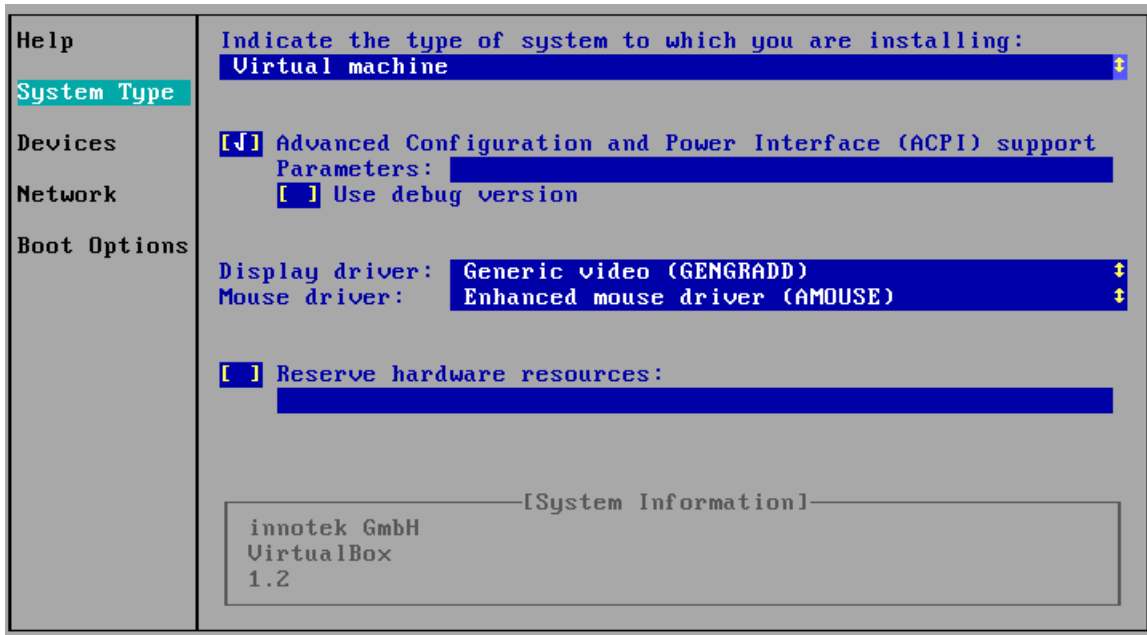 Help
System Type
Devices
Network
Boot Options
Indicate the type of system to which you are installing:
Virtual machine
[√] Advanced Configuration and Power Interface (ACPI) support
Parameters:
[ ] Use debug version
Display driver: Generic video (GENGRADD)
Mouse driver: Enhanced mouse driver (AMOUSE)
[ ] Reserve hardware resources:
[System Information]
innotek GmbH
VirtualBox
1.2